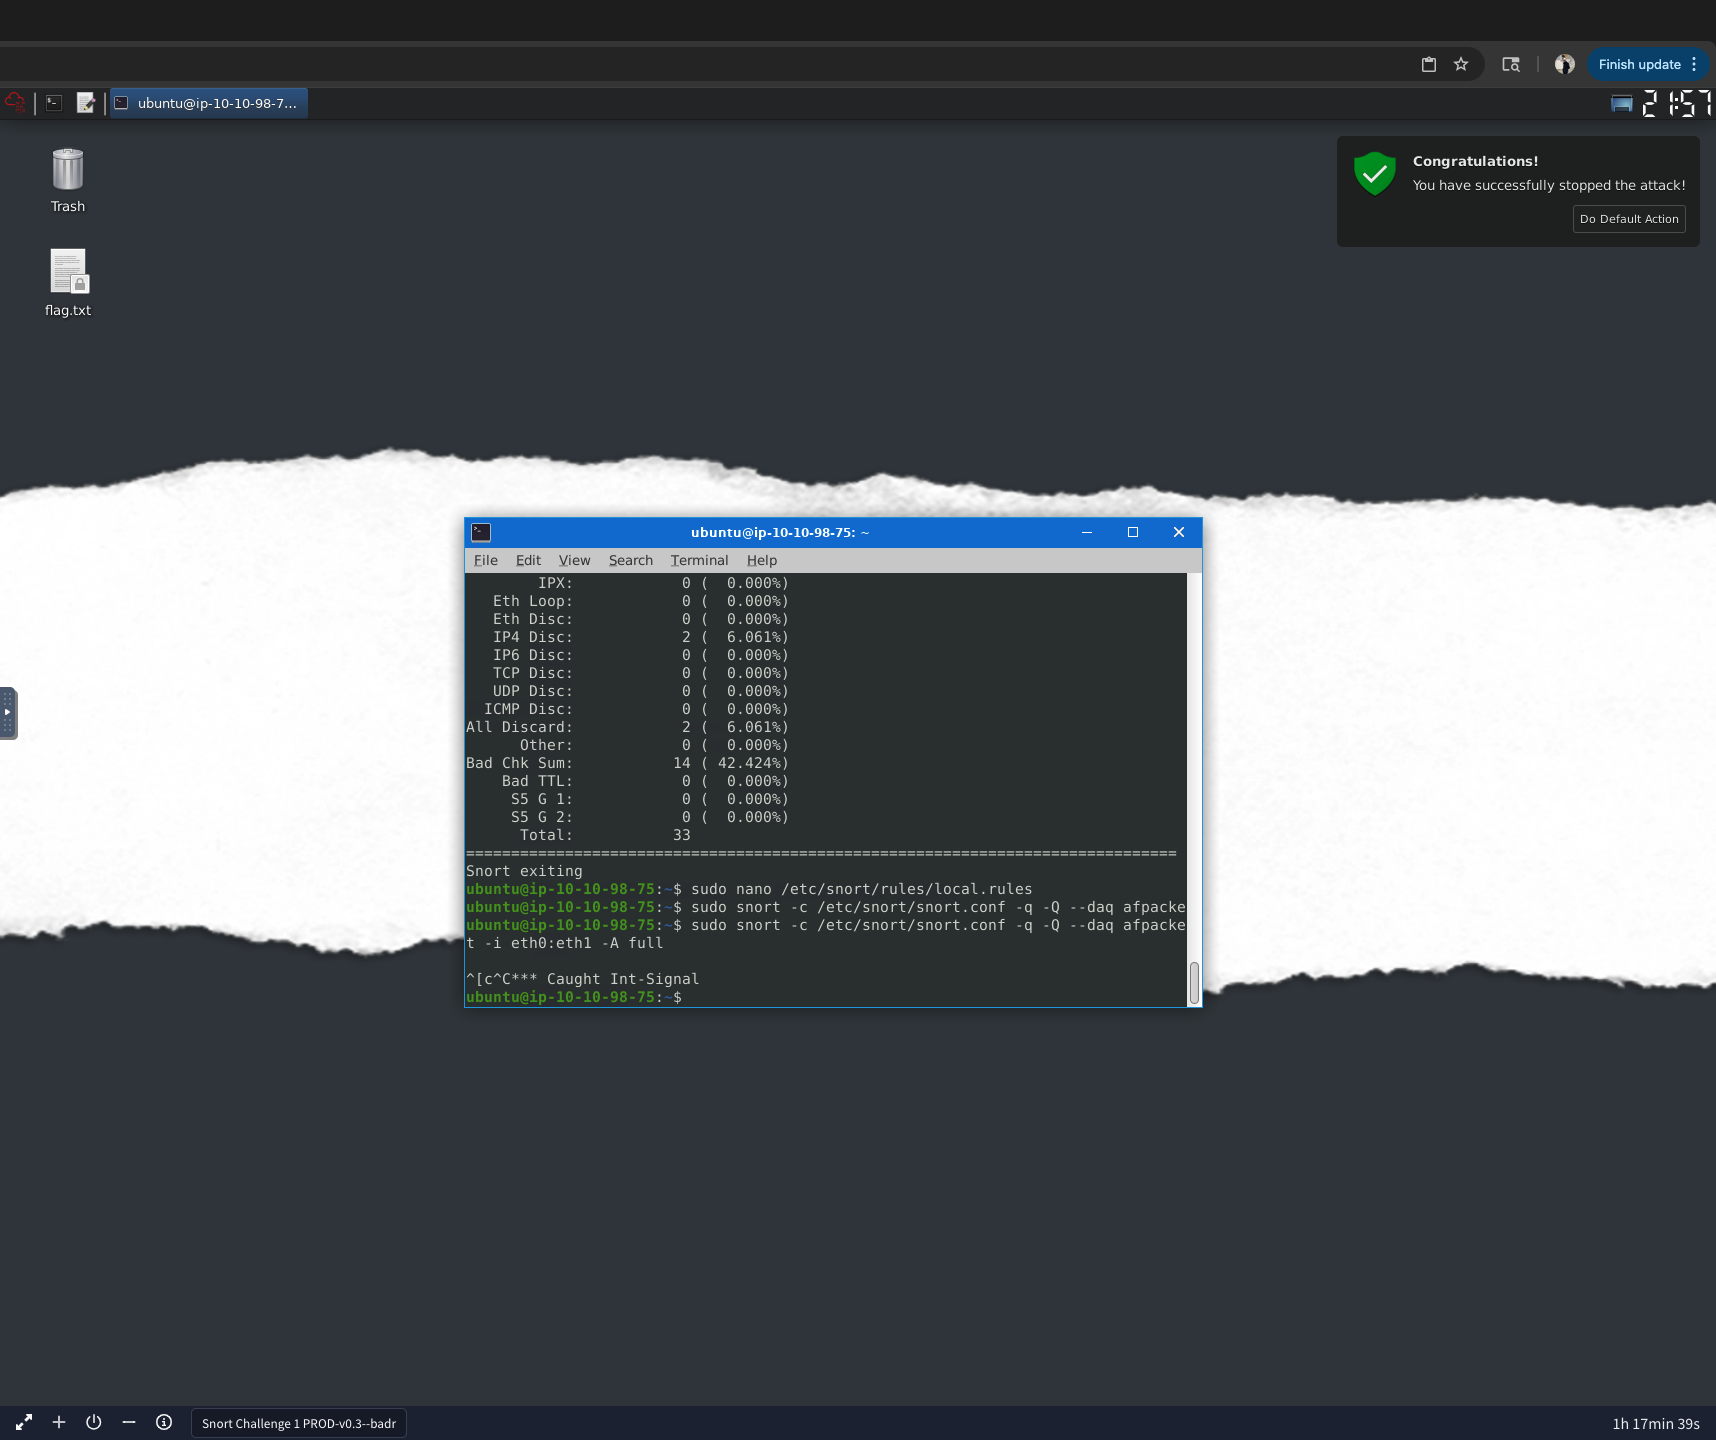 Finish update
ubuntu@ip-10-10-98-7...
21:57
Trash
Congratulations!
You have successfully stopped the attack!
Do Default Action
flag.txt
ubuntu@ip-10-10-98-75: ~
File Edit View Search Terminal Help
IPX: 0 ( 0.000%)
Eth Loop: 0 ( 0.000%)
Eth Disc: 0 ( 0.000%)
IP4 Disc: 2 ( 6.061%)
IP6 Disc: 0 ( 0.000%)
TCP Disc: 0 ( 0.000%)
UDP Disc: 0 ( 0.000%)
ICMP Disc: 0 ( 0.000%)
All Discard: 2 ( 6.061%)
Other: 0 ( 0.000%)
Bad Chk Sum: 14 ( 42.424%)
Bad TTL: 0 ( 0.000%)
S5 G 1: 0 ( 0.000%)
S5 G 2: 0 ( 0.000%)
Total: 33
===============================================================================
Snort exiting
ubuntu@ip-10-10-98-75:~$ sudo nano /etc/snort/rules/local.rules
ubuntu@ip-10-10-98-75:~$ sudo snort -c /etc/snort/snort.conf -q -Q --daq afpacke
ubuntu@ip-10-10-98-75:~$ sudo snort -c /etc/snort/snort.conf -q -Q --daq afpacke
t -i eth0:eth1 -A full
^[c^C*** Caught Int-Signal
ubuntu@ip-10-10-98-75:~$
Snort Challenge 1 PROD-v0.3--badr
1h 17min 39s